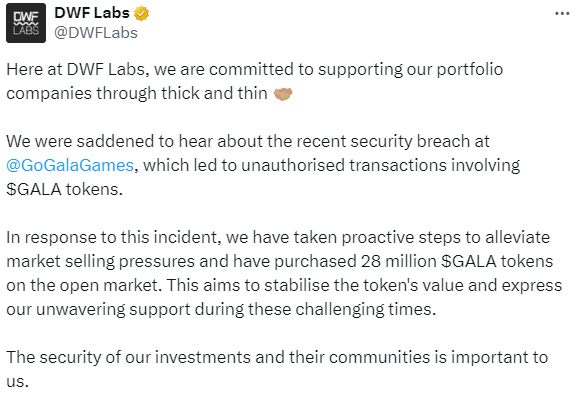 DWF
LABS
DWF Labs
@DWFLabs
Here at DWF Labs, we are committed to supporting our portfolio
companies through thick and thin 🤝🏽
We were saddened to hear about the recent security breach at
@GoGalaGames, which led to unauthorised transactions involving
$GALA tokens.
In response to this incident, we have taken proactive steps to alleviate
market selling pressures and have purchased 28 million $GALA tokens
on the open market. This aims to stabilise the token's value and express
our unwavering support during these challenging times.
The security of our investments and their communities is important to
us.